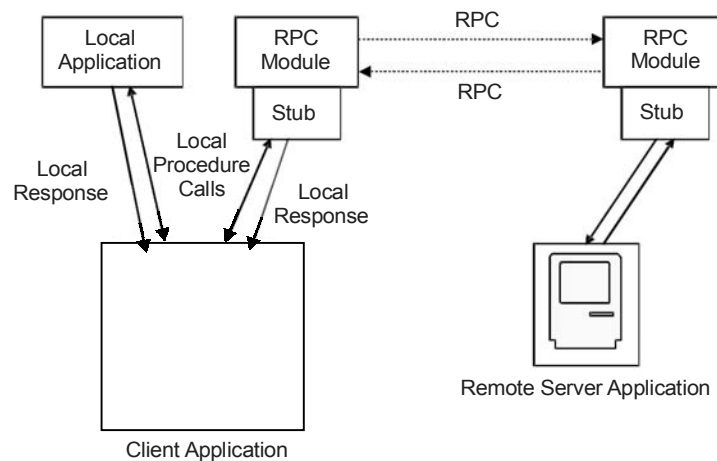 Local
Application
RPC
Module
Stub
RPC
RPC
RPC
Module
Stub
Local
Response
Local
Procedure
Calls
Local
Response
Remote Server Application
Client Application